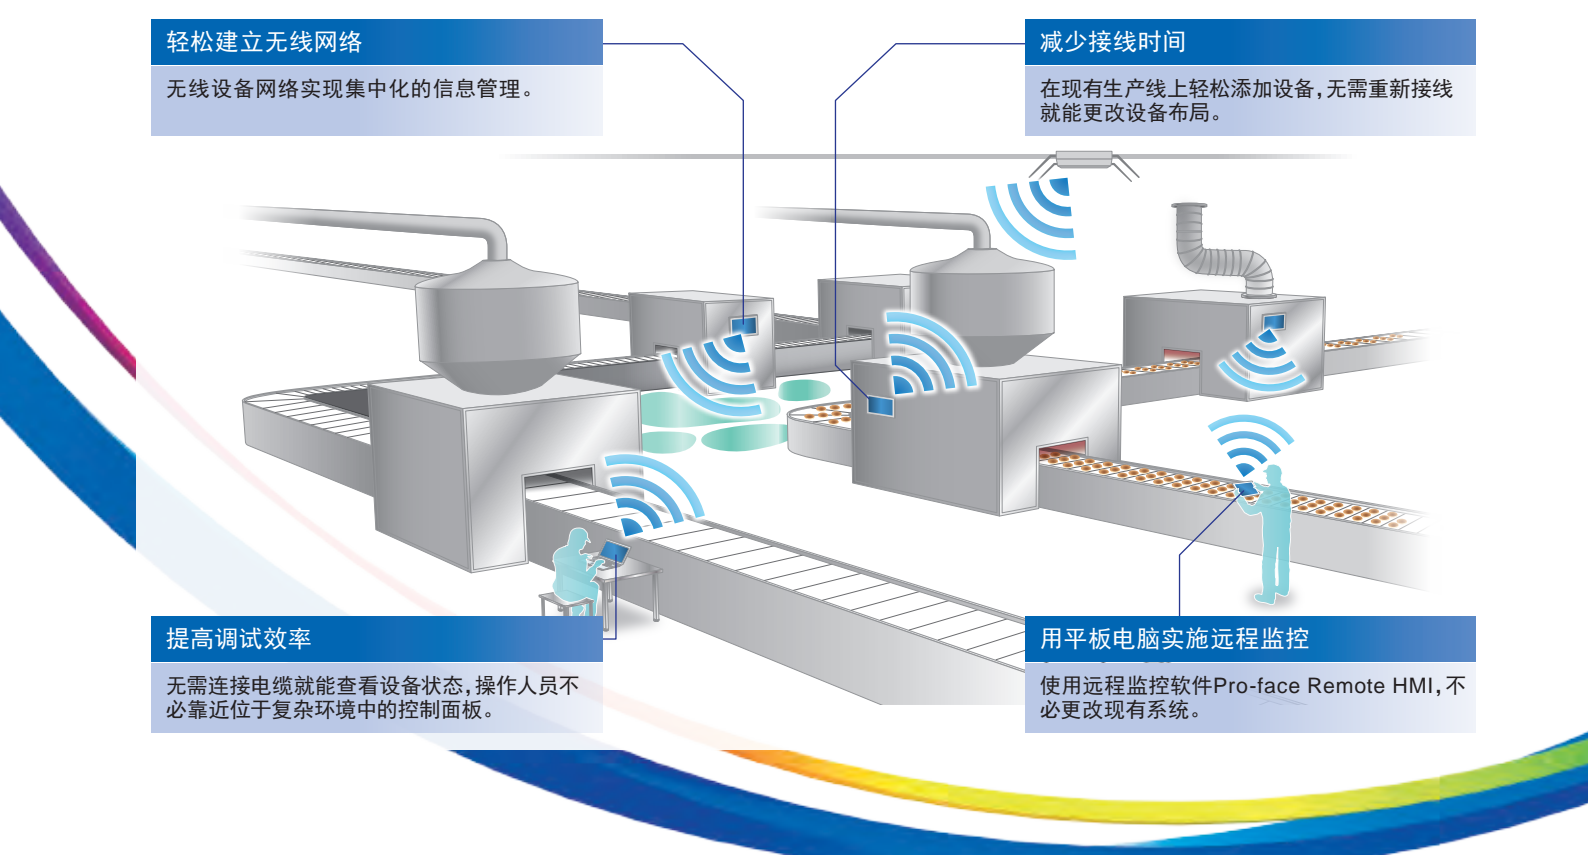 轻松建立无线网络
无线设备网络实现集中化的信息管理。
减少接线时间
在现有生产线上轻松添加设备,无需重新接线
就能更改设备布局。
提高调试效率
无需连接电缆就能查看设备状态,操作人员不
必靠近位于复杂环境中的控制面板。
用平板电脑实施远程监控
使用远程监控软件Pro-face Remote HMI,不
必更改现有系统。